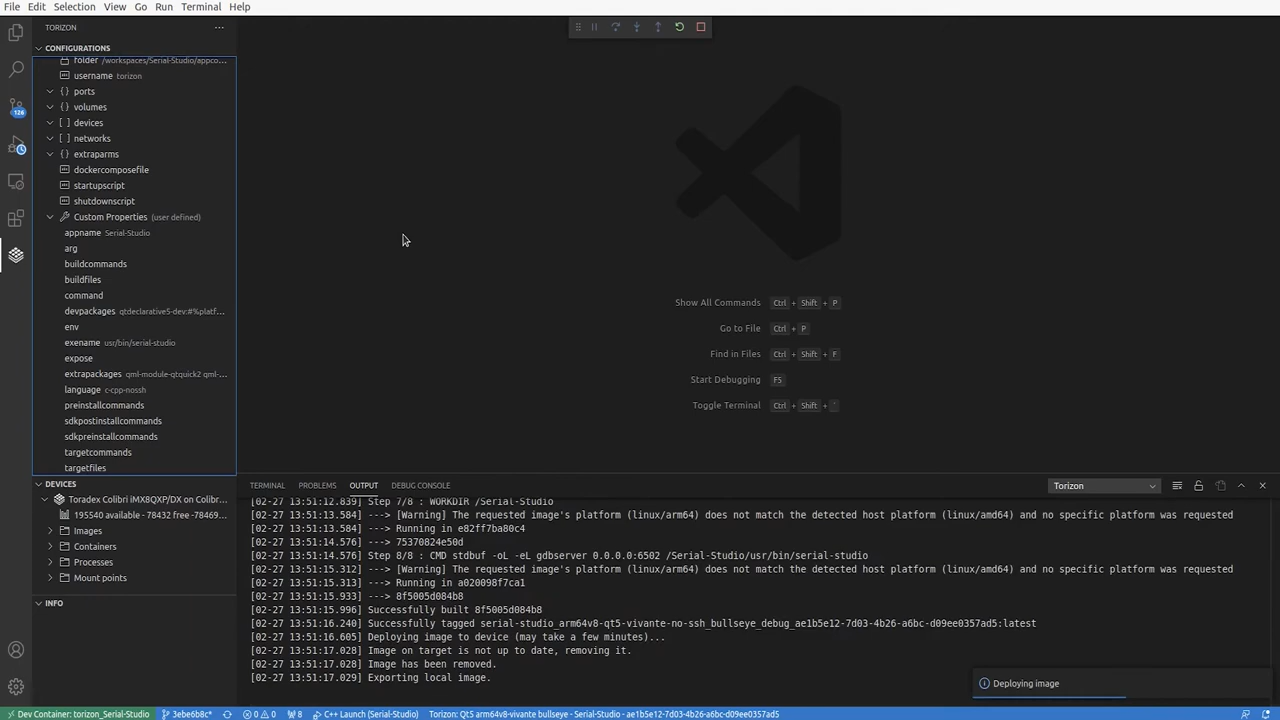 File Edit Selection View Go Run Terminal Help
TORIZON
CONFIGURATIONS
folder /workspaces/Serial-Studio/appco...
username torizon
{} ports
{} volumes
[] devices
[] networks
{} extraparms
dockercomposefile
startupscript
shutdownscript
Custom Properties (user defined)
appname Serial-Studio
arg
buildcommands
buildfiles
command
devpackages qtdeclarative5-dev:#%platf...
env
exename usr/bin/serial-studio
expose
extrapackages qml-module-qtquick2 qml-...
language c-cpp-nossh
preinstallcommands
sdkpostinstallcommands
sdkpreinstallcommands
targetcommands
targetfiles
DEVICES
Toradex Colibri iMX8QXP/DX on Colibr...
195540 available - 78432 free -78469...
Images
Containers
Processes
Mount points
INFO
126
Show All Commands Ctrl + Shift + P
Go to File Ctrl + P
Find in Files Ctrl + Shift + F
Start Debugging F5
Toggle Terminal Ctrl + Shift + `
TERMINAL PROBLEMS OUTPUT DEBUG CONSOLE Torizon
[02-27 13:51:12.839] Step 7/8 : WORKDIR /Serial-Studio
[02-27 13:51:13.584] ---> [Warning] The requested image's platform (linux/arm64) does not match the detected host platform (linux/amd64) and no specific platform was requested
[02-27 13:51:13.584] ---> Running in e82ff7ba80c4
[02-27 13:51:14.576] ---> 75370824e50d
[02-27 13:51:14.576] Step 8/8 : CMD stdbuf -oL -eL gdbserver 0.0.0.0:6502 /Serial-Studio/usr/bin/serial-studio
[02-27 13:51:15.312] ---> [Warning] The requested image's platform (linux/arm64) does not match the detected host platform (linux/amd64) and no specific platform was requested
[02-27 13:51:15.313] ---> Running in a020098f7ca1
[02-27 13:51:15.933] ---> 8f5005d084b8
[02-27 13:51:15.996] Successfully built 8f5005d084b8
[02-27 13:51:16.240] Successfully tagged serial-studio_arm64v8-qt5-vivante-no-ssh_bullseye_debug_ae1b5e12-7d03-4b26-a6bc-d09ee0357ad5:latest
[02-27 13:51:16.605] Deploying image to device (may take a few minutes)...
[02-27 13:51:17.028] Image on target is not up to date, removing it.
[02-27 13:51:17.028] Image has been removed.
[02-27 13:51:17.029] Exporting local image.
Deploying image
Dev Container: torizon_Serial-Studio 3ebe6b8c* 0 0 8 C++ Launch (Serial-Studio) Torizon: Qt5 arm64v8-vivante bullseye - Serial-Studio - ae1b5e12-7d03-4b26-a6bc-d09ee0357ad5